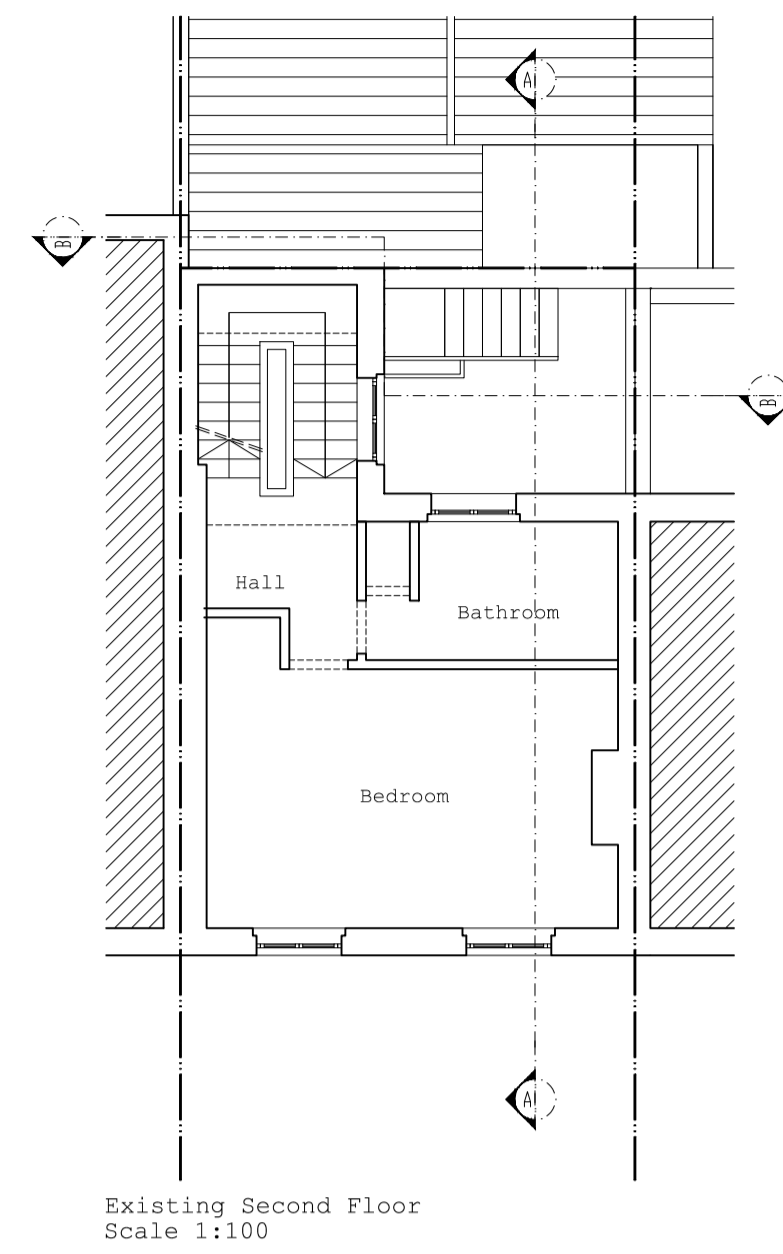 A
B
B
Hall
Bathroom
Bedroom
A
Existing Second Floor
Scale 1:100